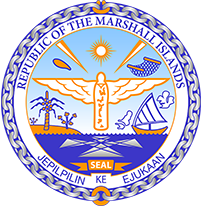 REPUBLIC OF THE MARSHALL ISLANDS
SEAL
JEPILPILIN KE EJUKAAN